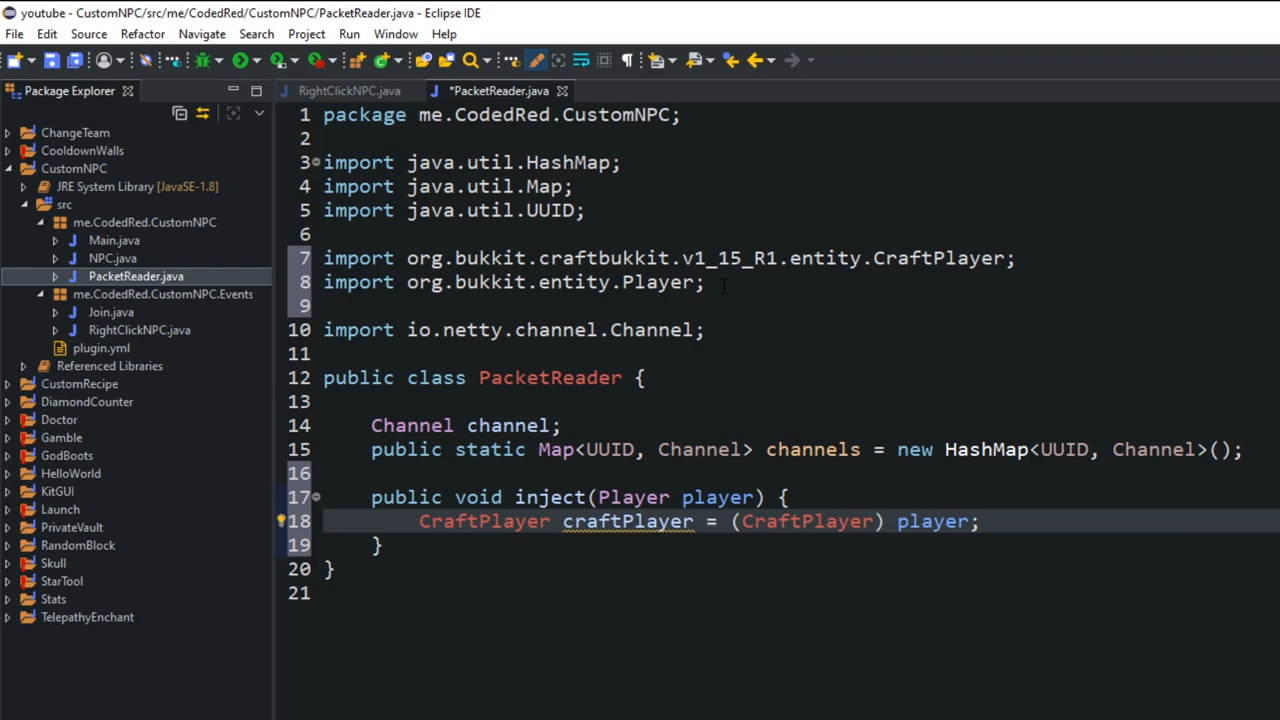 youtube - CustomNPC/src/me/CodedRed/CustomNPC/PacketReader.java - Eclipse IDE
File Edit Source Refactor Navigate Search Project Run Window Help
Package Explorer
RightClickNPC.java
*PacketReader.java
ChangeTeam
CooldownWalls
CustomNPC
JRE System Library [JavaSE-1.8]
src
me.CodedRed.CustomNPC
Main.java
NPC.java
PacketReader.java
me.CodedRed.CustomNPC.Events
Join.java
RightClickNPC.java
plugin.yml
Referenced Libraries
CustomRecipe
DiamondCounter
Doctor
Gamble
GodBoots
HelloWorld
KitGUI
Launch
PrivateVault
RandomBlock
Skull
StarTool
Stats
TelepathyEnchant
1 package me.CodedRed.CustomNPC;
2
3 import java.util.HashMap;
4 import java.util.Map;
5 import java.util.UUID;
6
7 import org.bukkit.craftbukkit.v1_15_R1.entity.CraftPlayer;
8 import org.bukkit.entity.Player;
9
10 import io.netty.channel.Channel;
11
12 public class PacketReader {
13
14 Channel channel;
15 public static Map<UUID, Channel> channels = new HashMap<UUID, Channel>();
16
17 public void inject(Player player) {
18 CraftPlayer craftPlayer = (CraftPlayer) player;
19 }
20 }
21